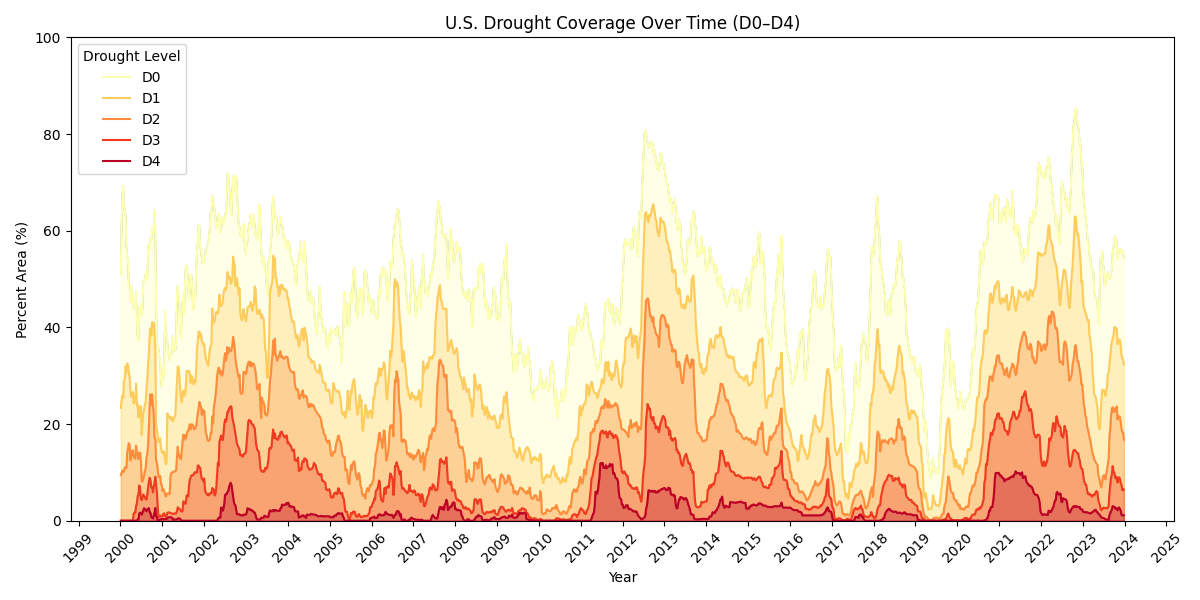 U.S. Drought Coverage Over Time (D0–D4)
Percent Area (%)
100
80
60
40
20
0
Drought Level
D0
D1
D2
D3
D4
1999 2000 2001 2002 2003 2004 2005 2006 2007 2008 2009 2010 2011 2012 2013 2014 2015 2016 2017 2018 2019 2020 2021 2022 2023 2024 2025
Year